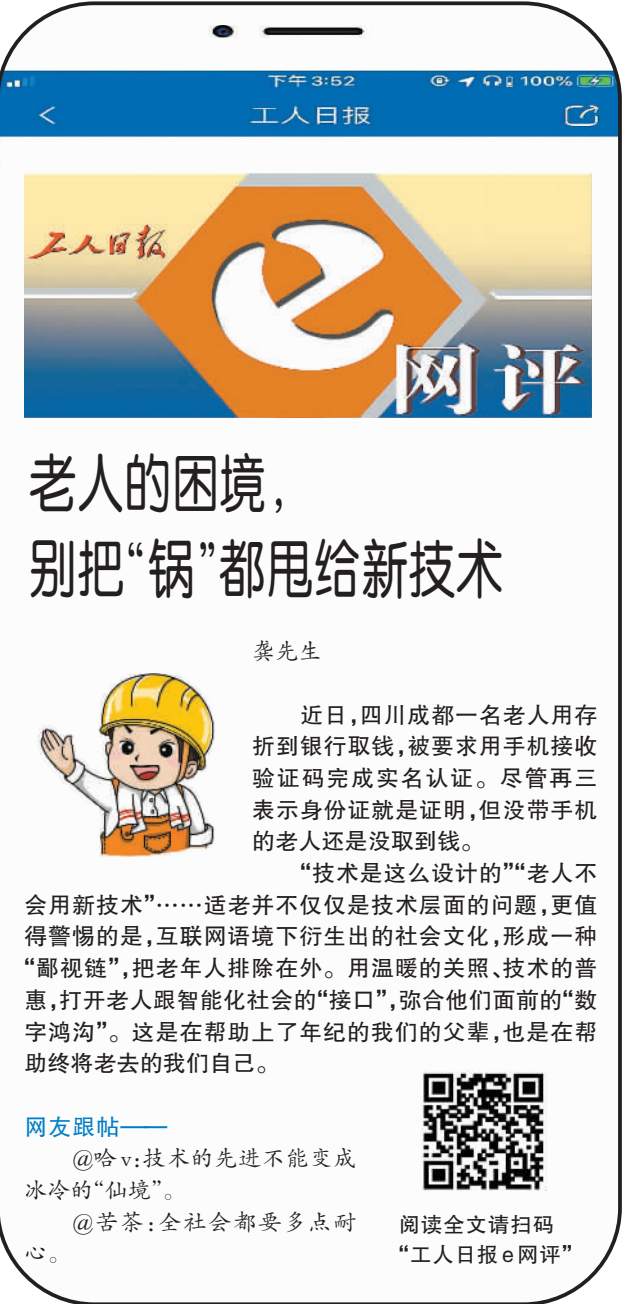 下午3:52
100%
工人日报
工人日报
e
网评
老人的困境，
别把“锅”都甩给新技术
龚先生
近日，四川成都一名老人用存
折到银行取钱，被要求用手机接收
验证码完成实名认证。尽管再三
表示身份证就是证明，但没带手机
的老人还是没取到钱。
“技术是这么设计的”“老人不
会用新技术”……适老并不仅仅是技术层面的问题，更值
得警惕的是，互联网语境下衍生出的社会文化，形成一种
“鄙视链”，把老年人排除在外。用温暖的关照、技术的普
惠，打开老人跟智能化社会的“接口”，弥合他们面前的“数
字鸿沟”。这是在帮助上了年纪的我们的父辈，也是在帮
助终将老去的我们自己。
网友跟帖——
@哈v：技术的先进不能变成
冰冷的“仙境”。
@苦茶：全社会都要多点耐
心。
阅读全文请扫码
“工人日报e网评”